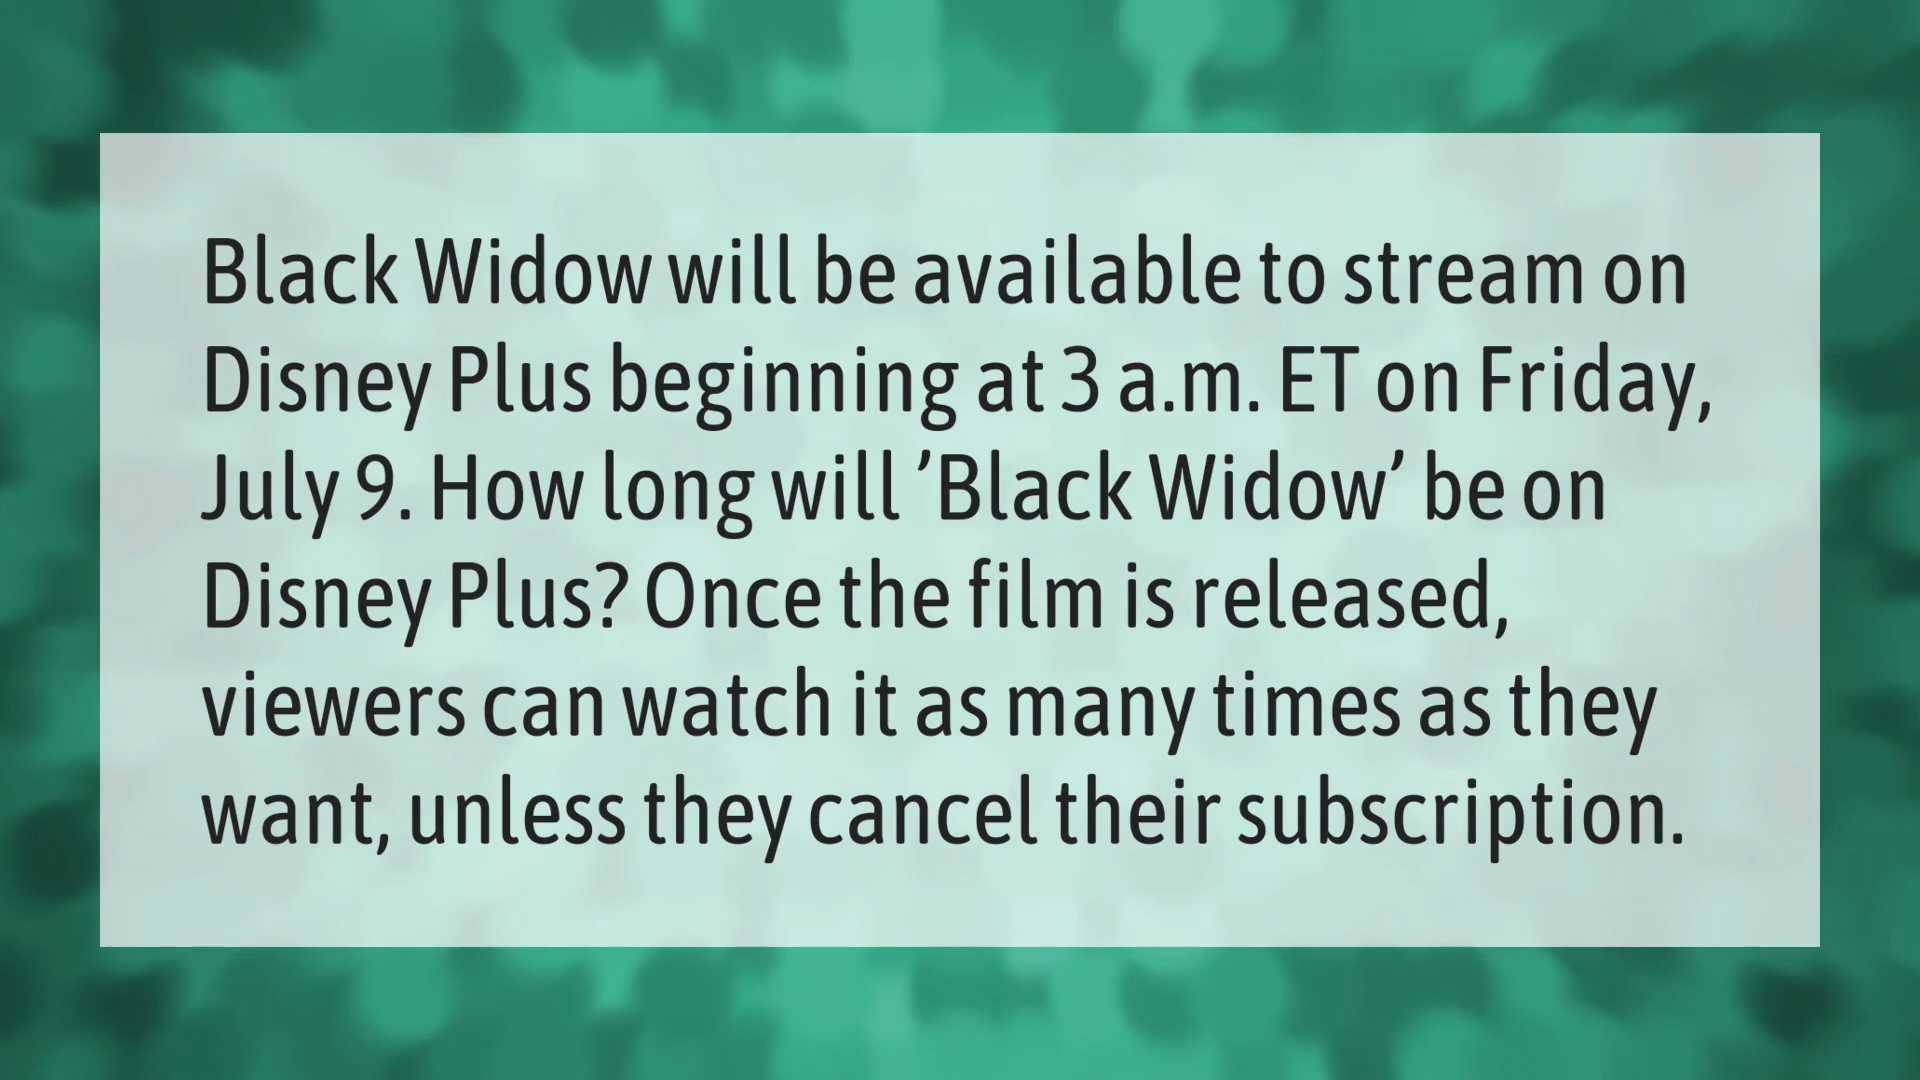 Black Widow will be available to stream on
Disney Plus beginning at 3 a.m. ET on Friday,
July 9. How long will ’Black Widow’ be on
Disney Plus? Once the film is released,
viewers can watch it as many times as they
want, unless they cancel their subscription.